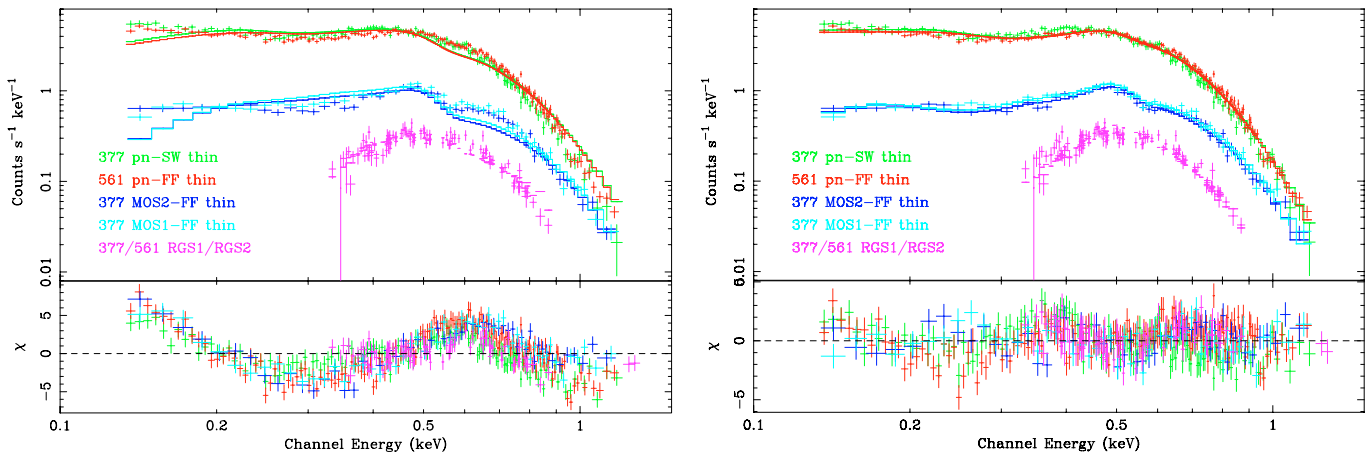 Counts s⁻¹ keV⁻¹
1
0.1
0.01
377 pn-SW thin
561 pn-FF thin
377 MOS2-FF thin
377 MOS1-FF thin
377/561 RGS1/RGS2
χ
5
0
-5
0.1
0.2
0.5
1
Channel Energy (keV)
Counts s⁻¹ keV⁻¹
1
0.1
0.01
377 pn-SW thin
561 pn-FF thin
377 MOS2-FF thin
377 MOS1-FF thin
377/561 RGS1/RGS2
χ
5
0
-5
0.1
0.2
0.5
1
Channel Energy (keV)